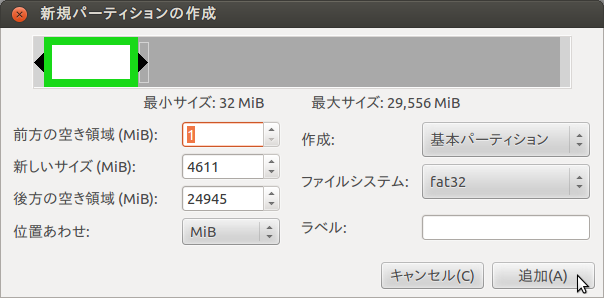 新規パーティションの作成
最小サイズ: 32 MiB 最大サイズ: 29,556 MiB
前方の空き領域 (MiB): 1 作成: 基本パーティション
新しいサイズ (MiB): 4611 ファイルシステム: fat32
後方の空き領域 (MiB): 24945
位置あわせ: MiB ラベル:
キャンセル(C) 追加(A)